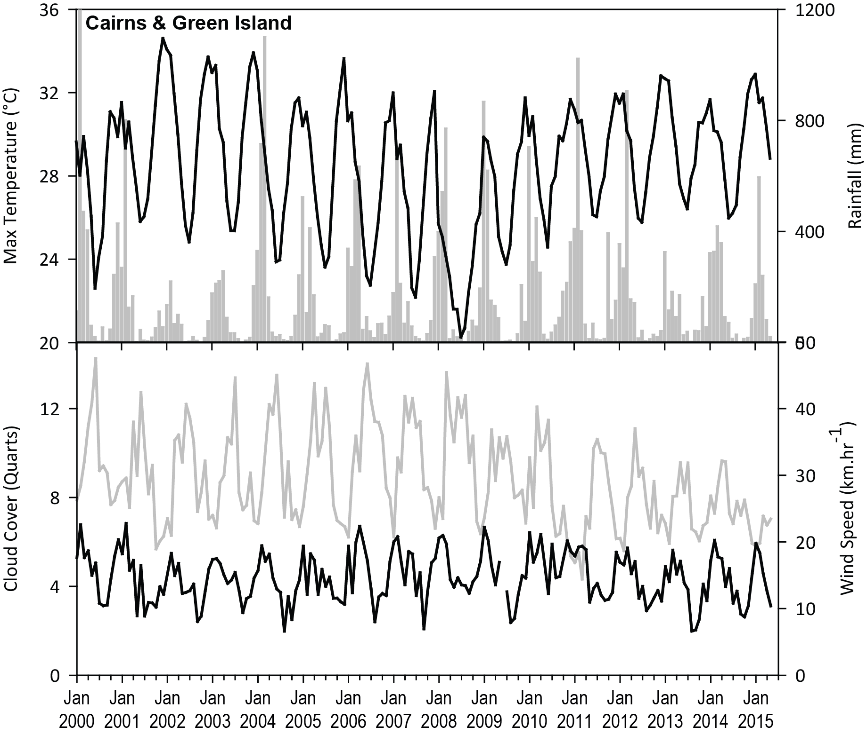 Cairns & Green Island
36
32
28
24
20
Max Temperature (°C)
1200
800
400
0
Rainfall (mm)
12
8
4
0
Cloud Cover (Quarts)
50
40
30
20
10
0
Wind Speed (km.hr-1)
Jan Jan Jan Jan Jan Jan Jan Jan Jan Jan Jan Jan Jan Jan Jan Jan
2000 2001 2002 2003 2004 2005 2006 2007 2008 2009 2010 2011 2012 2013 2014 2015